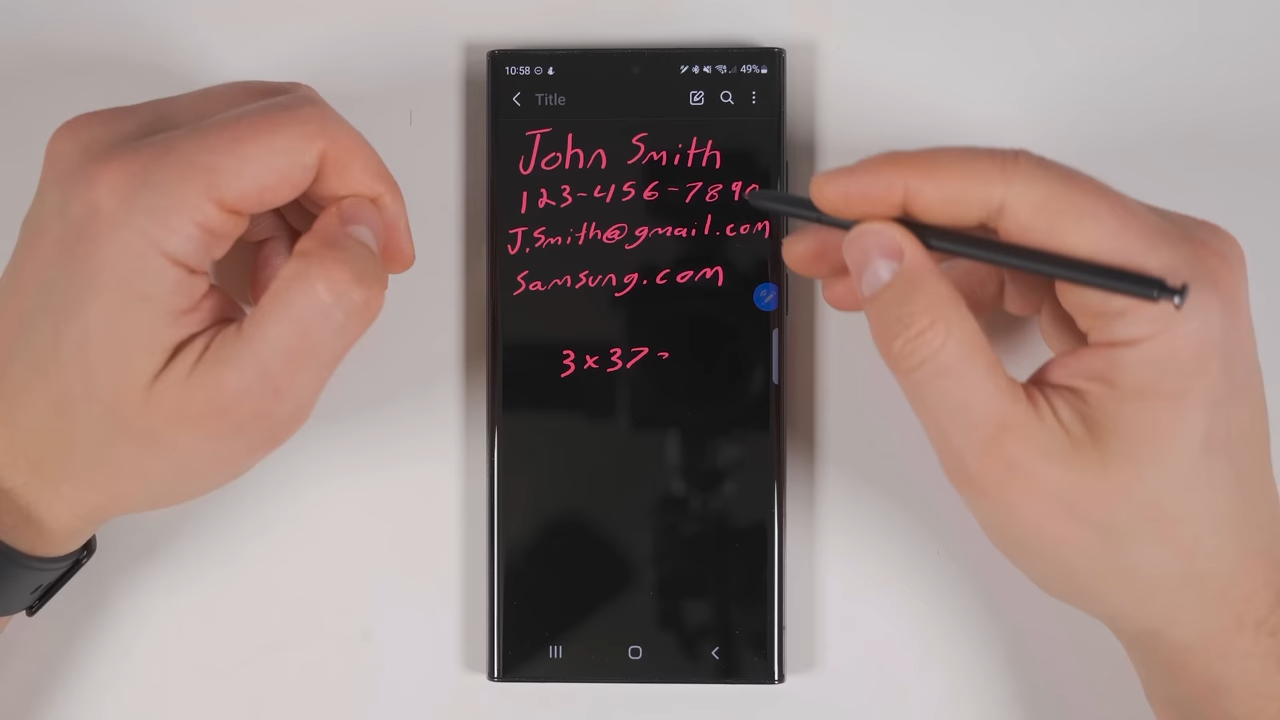 10:58 49%
Title
John Smith
123-456-7890
J.Smith@gmail.com
Samsung.com
3x37=